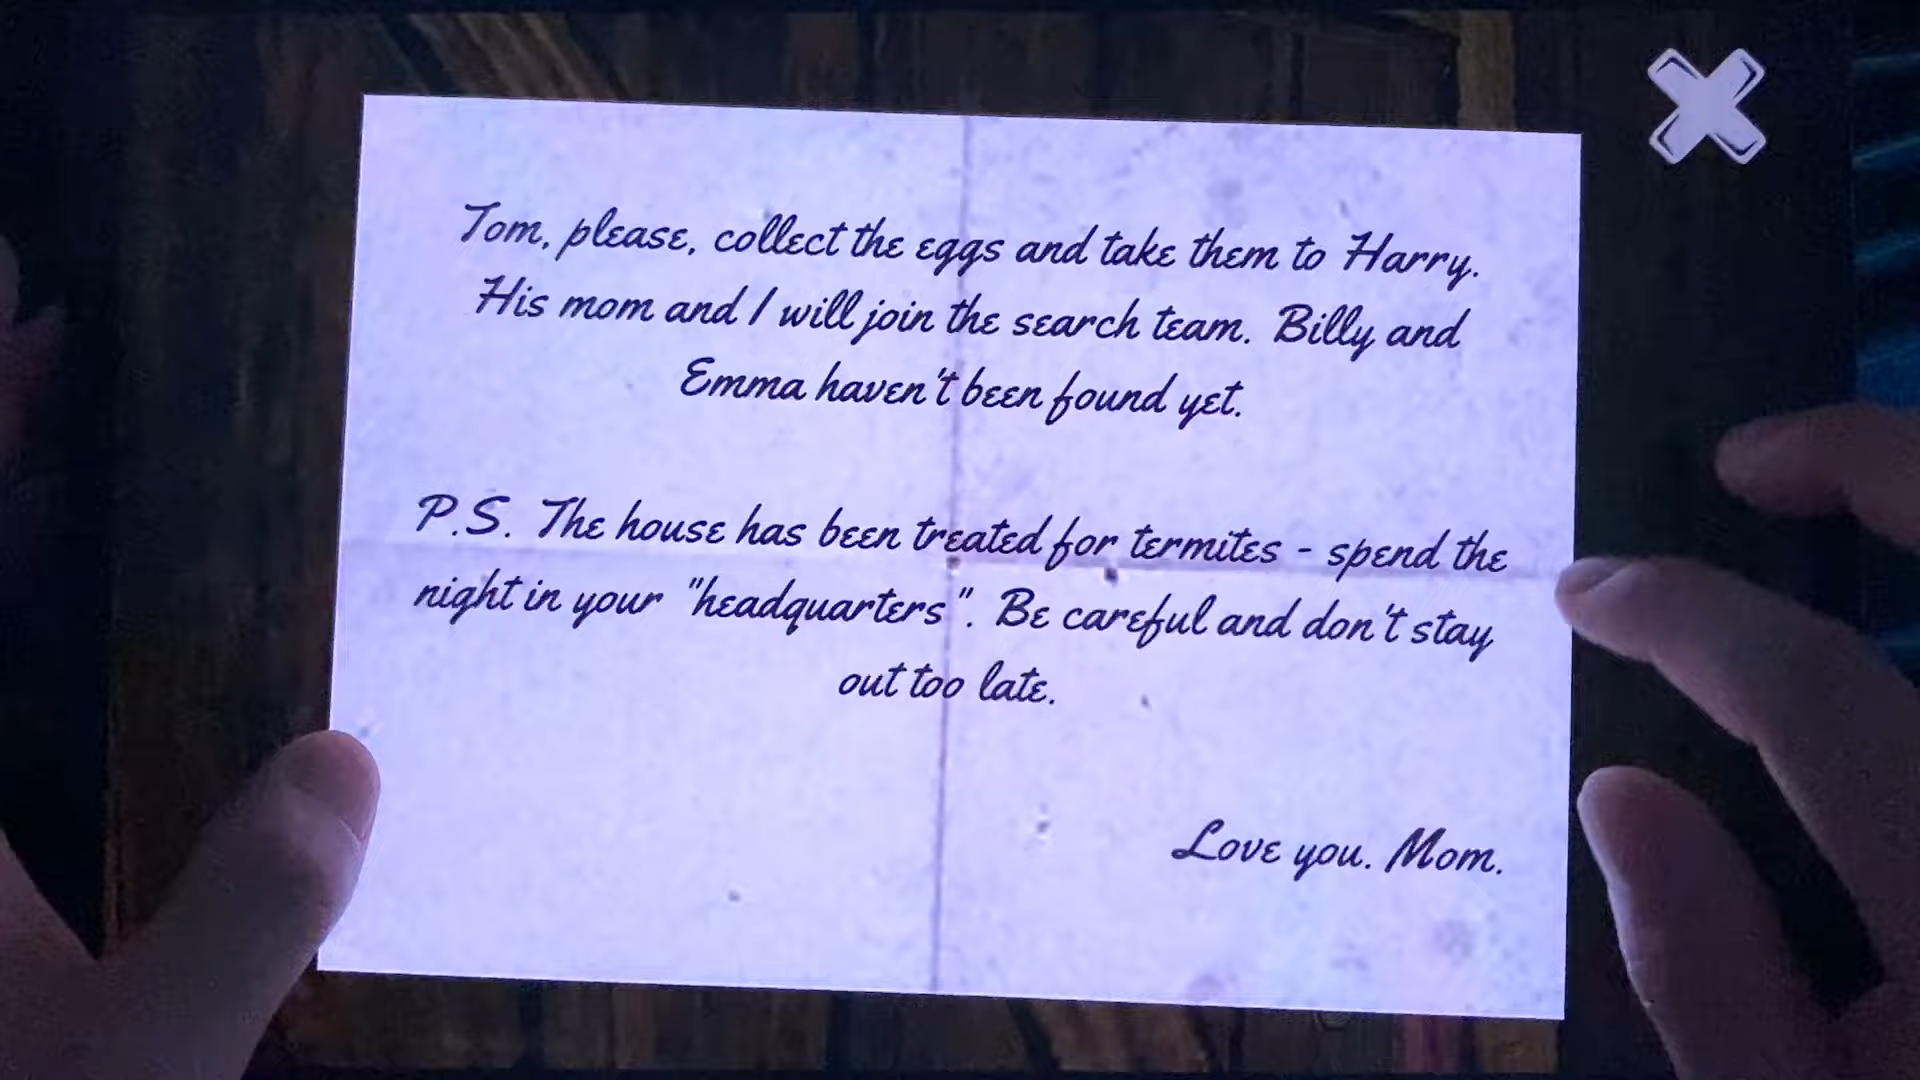 Tom, please, collect the eggs and take them to Harry.
His mom and I will join the search team. Billy and
Emma haven't been found yet.
P.S. The house has been treated for termites - spend the
night in your "headquarters". Be careful and don't stay
out too late.
Love you. Mom.